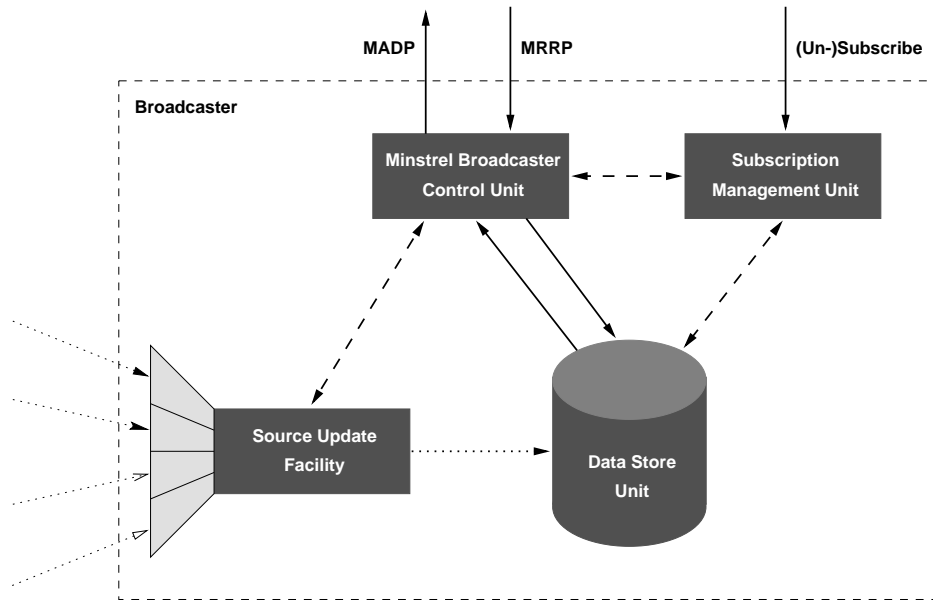 MADP
MRRP
(Un-)Subscribe
Broadcaster
Minstrel Broadcaster
Control Unit
Subscription
Management Unit
Source Update
Facility
Data Store
Unit